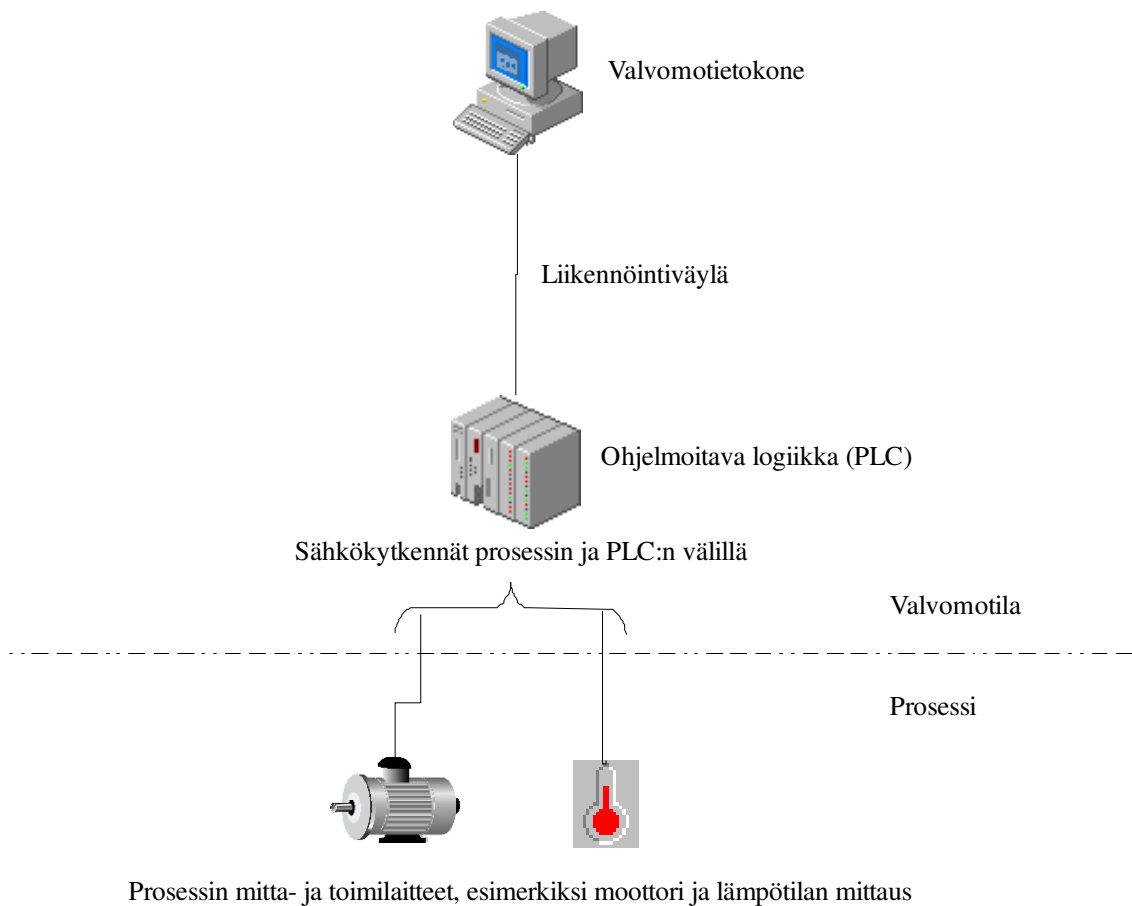 Valvomotietokone
Liikennöintiväylä
Ohjelmoitava logiikka (PLC)
Sähkökytkennät prosessin ja PLC:n välillä
Valvomotila
Prosessi
Prosessin mitta- ja toimilaitteet, esimerkiksi moottori ja lämpötilan mittaus